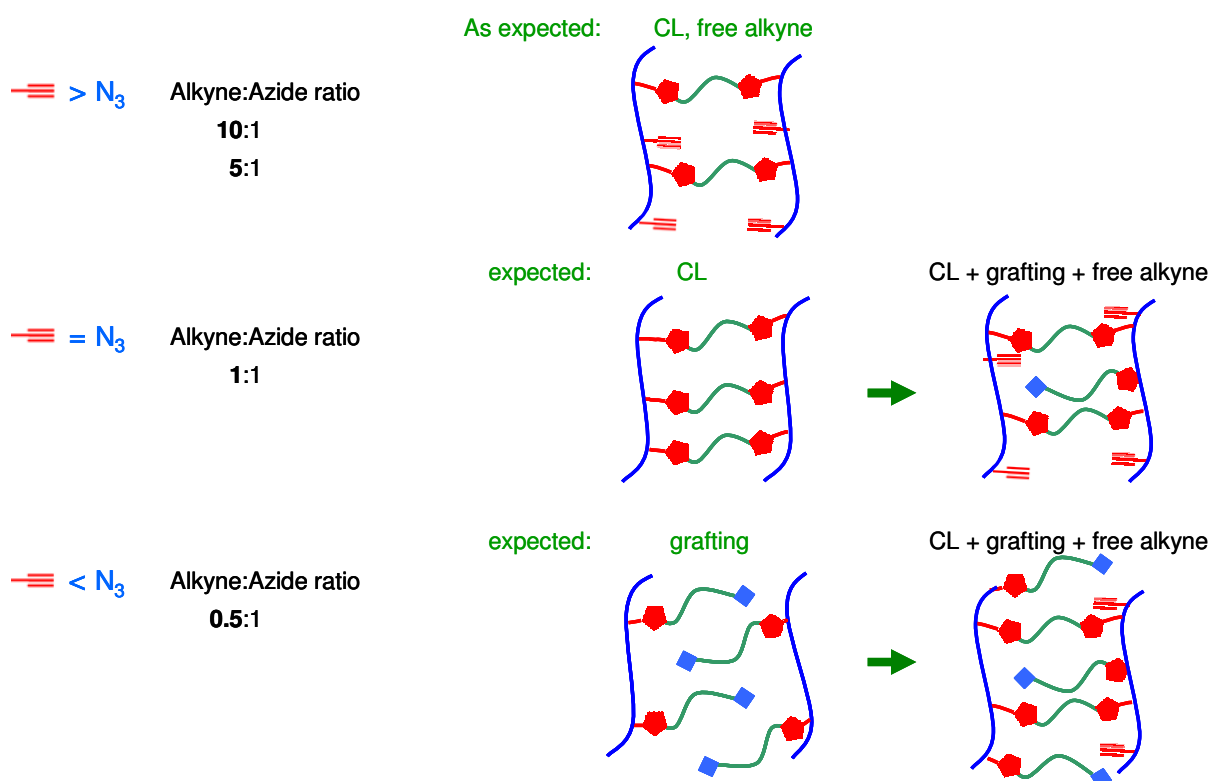 As expected: CL, free alkyne
> N3 Alkyne:Azide ratio
10:1
5:1
expected: CL CL + grafting + free alkyne
= N3 Alkyne:Azide ratio
1:1
expected: grafting CL + grafting + free alkyne
< N3 Alkyne:Azide ratio
0.5:1